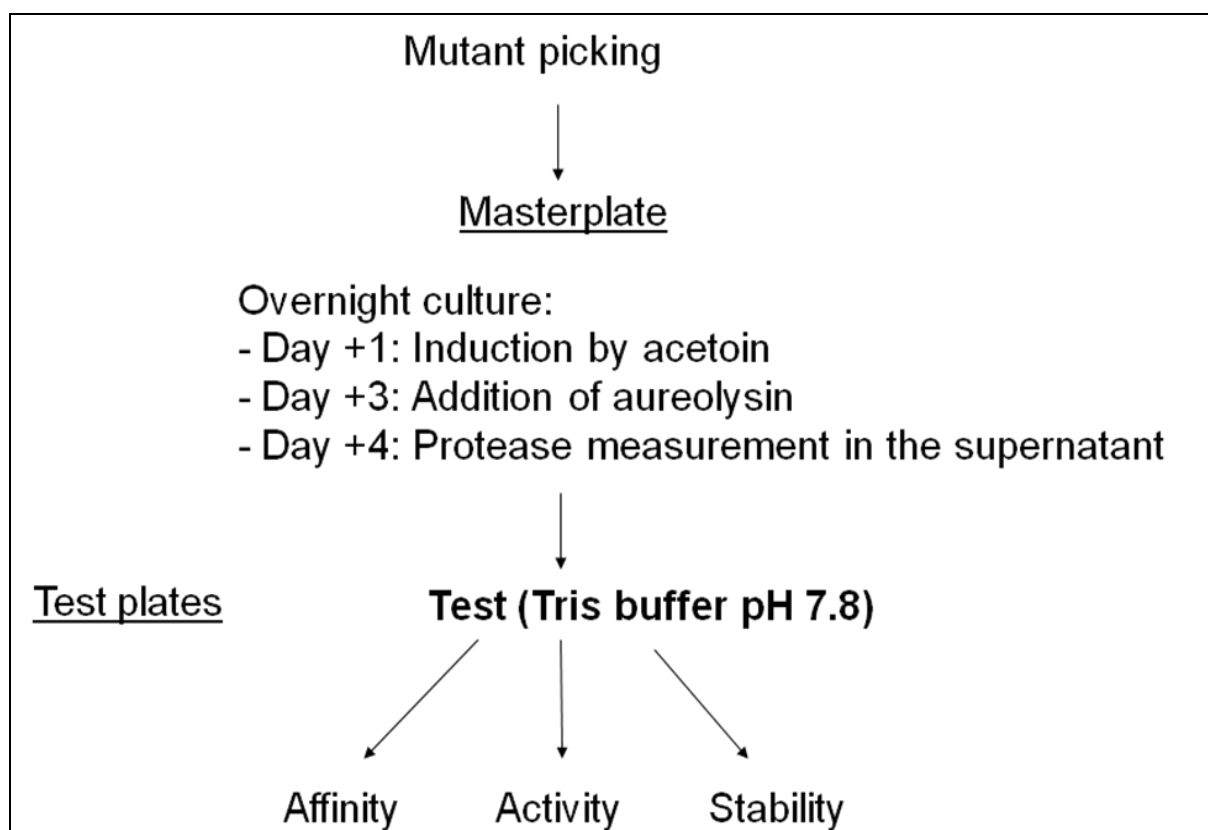 Mutant picking
Masterplate
Overnight culture:
- Day +1: Induction by acetoin
- Day +3: Addition of aureolysin
- Day +4: Protease measurement in the supernatant
Test plates
Test (Tris buffer pH 7.8)
Affinity
Activity
Stability